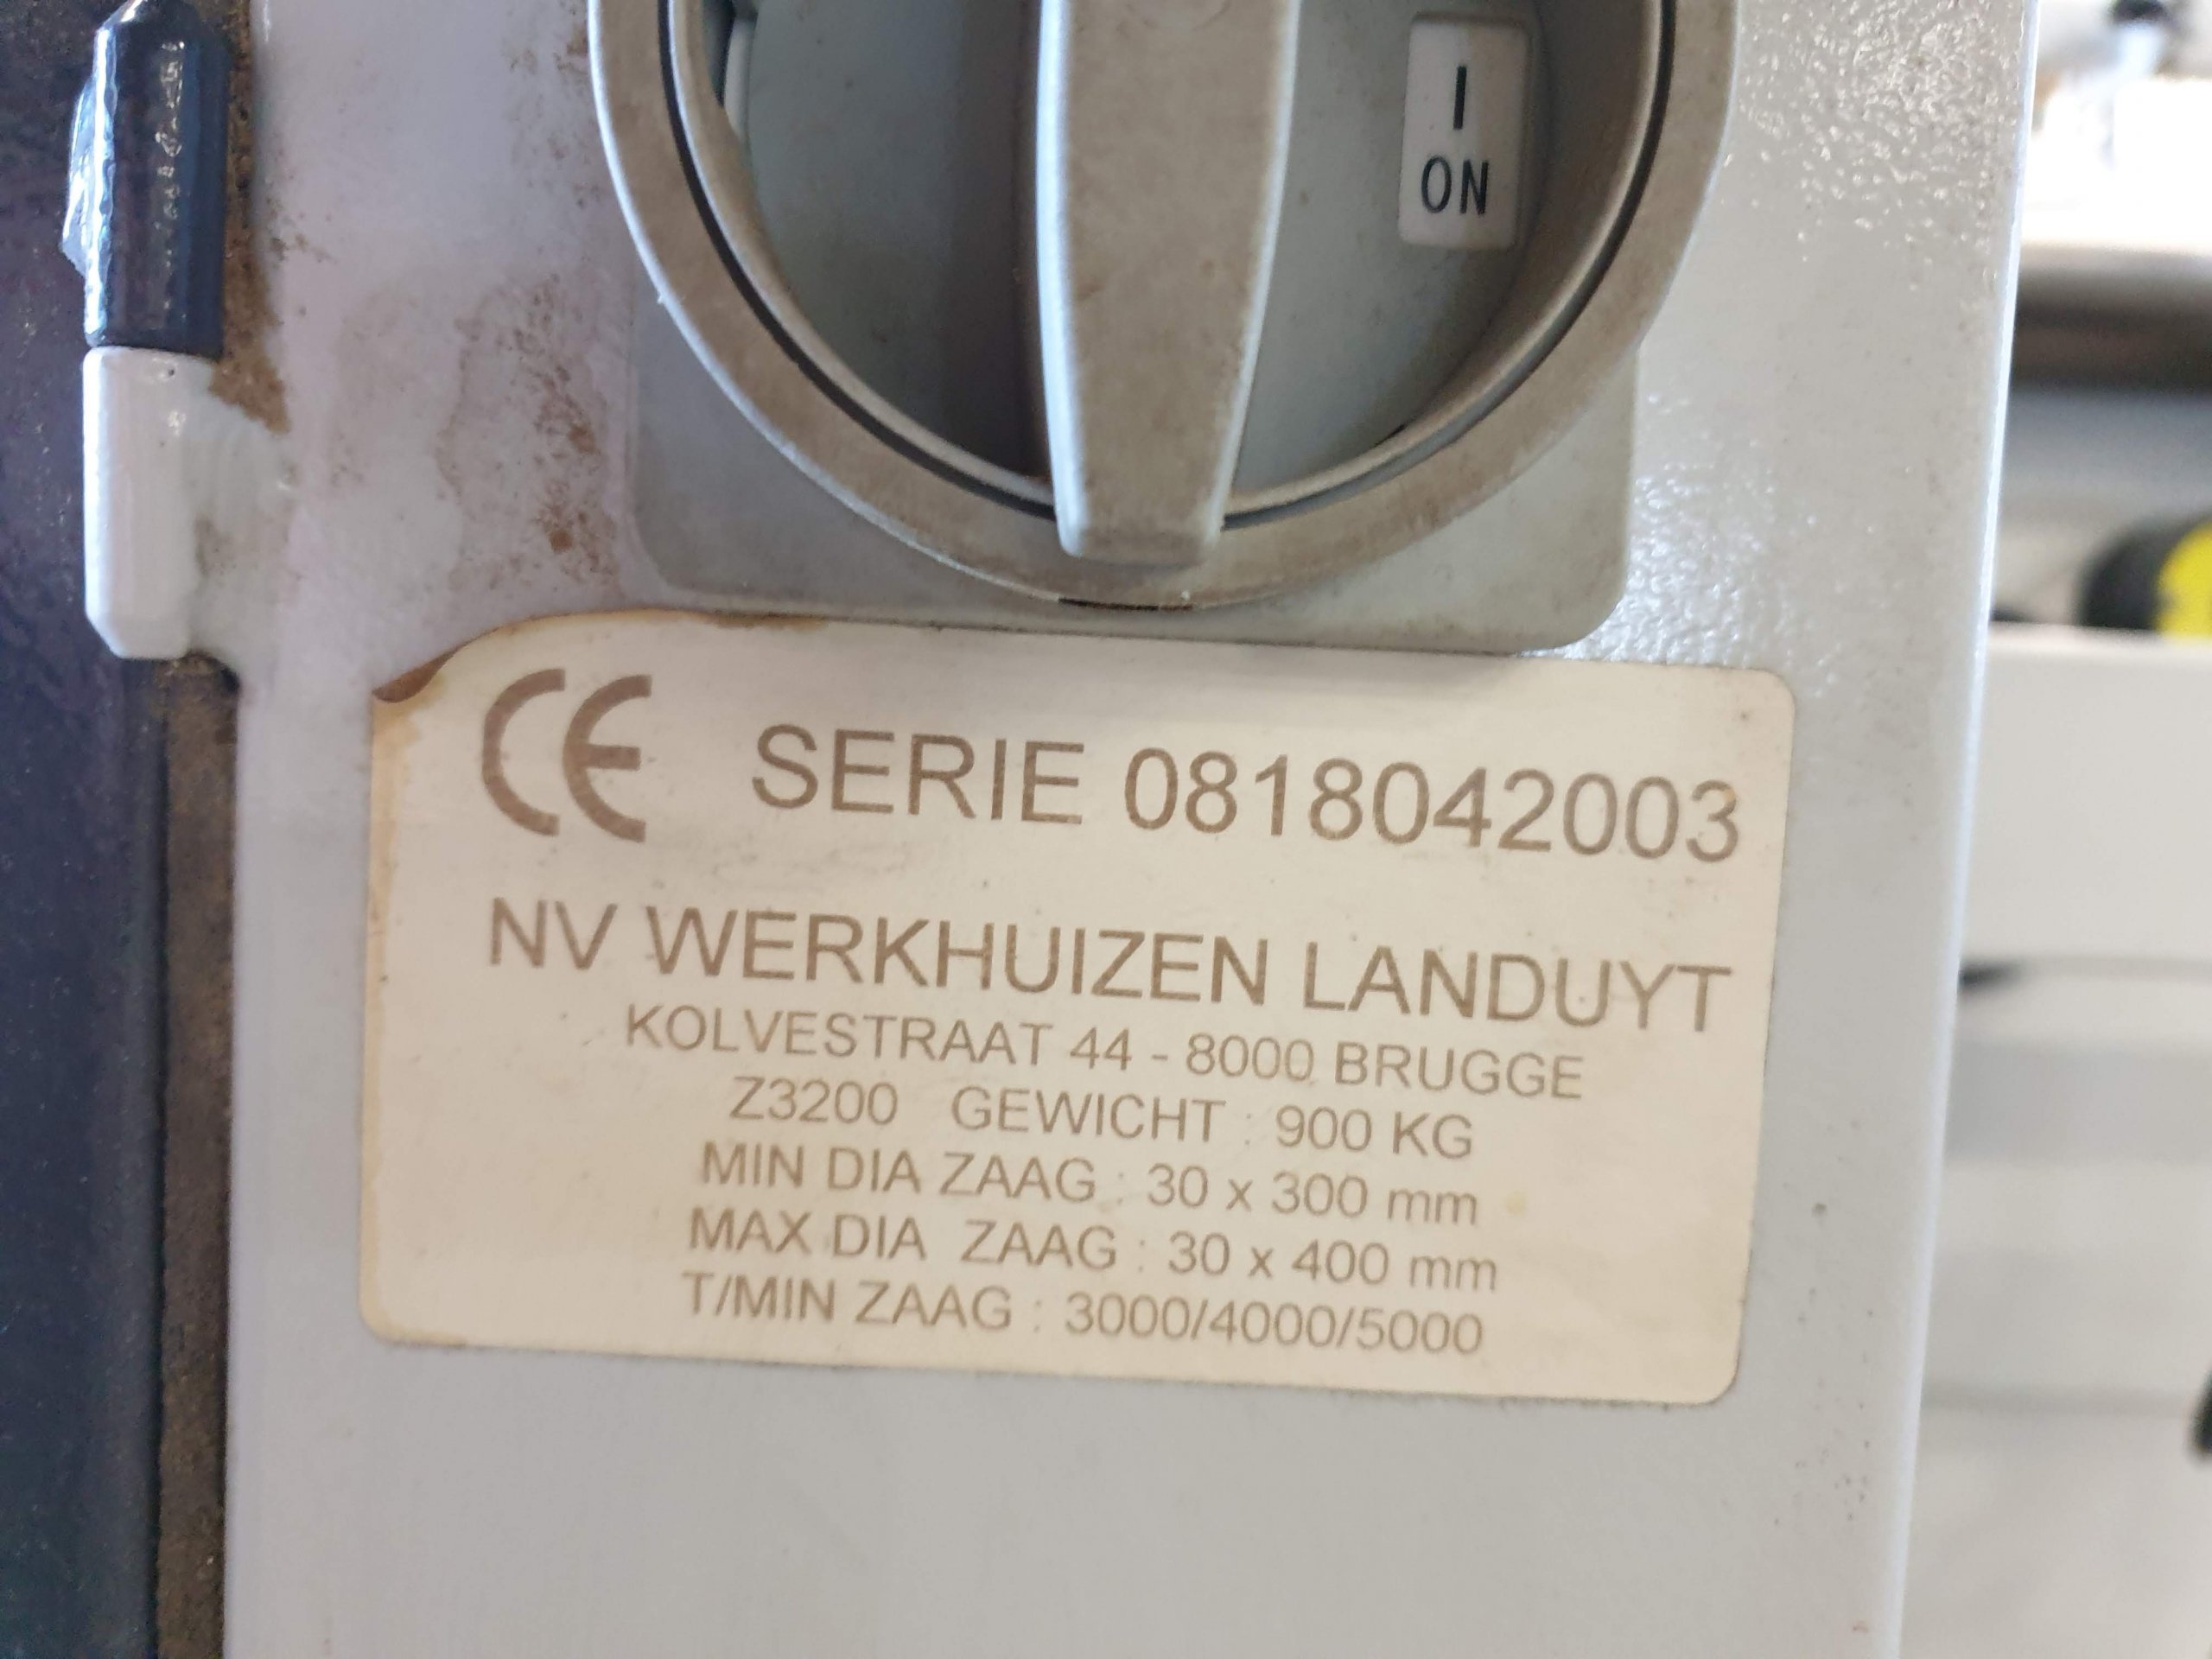 I
ON
CE SERIE 0818042003
NV WERKHUIZEN LANDUYT
KOLVESTRAAT 44 - 8000 BRUGGE
Z3200 GEWICHT : 900 KG
MIN DIA ZAAG : 30 x 300 mm
MAX DIA ZAAG : 30 x 400 mm
T/MIN ZAAG : 3000/4000/5000